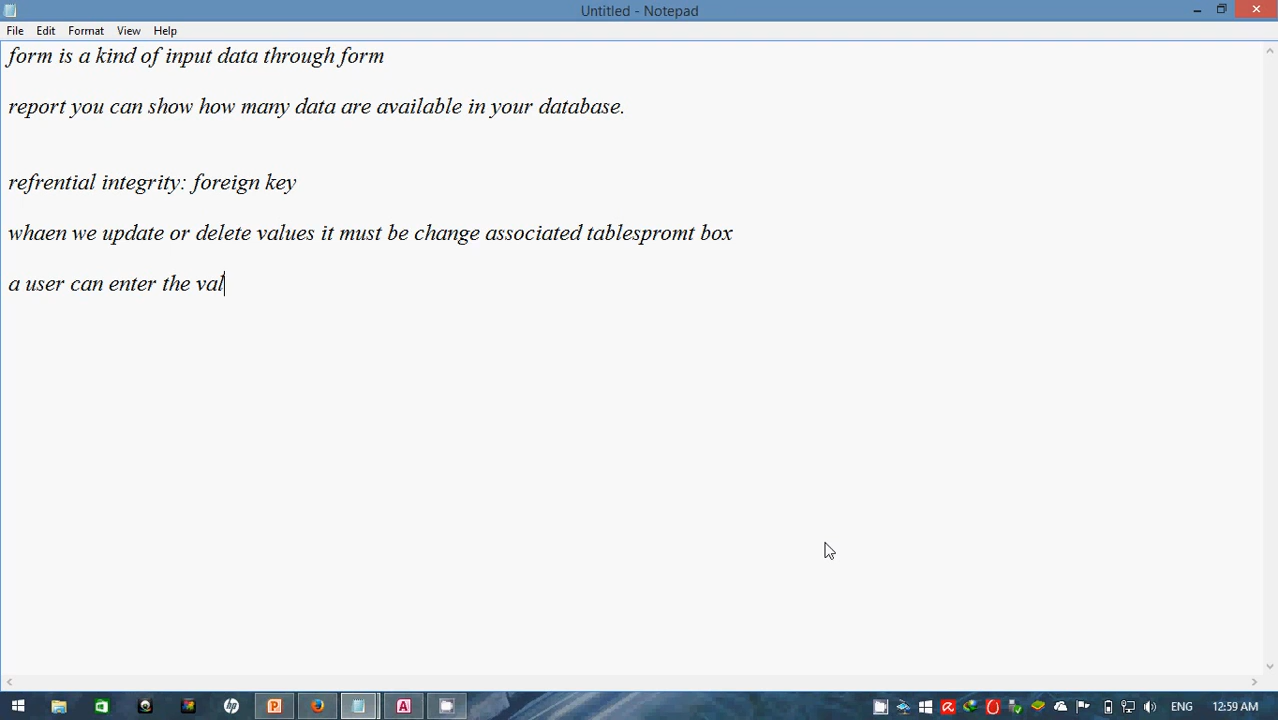 Untitled - Notepad
File Edit Format View Help
form is a kind of input data through form
report you can show how many data are available in your database.
refrential integrity: foreign key
whaen we update or delete values it must be change associated tablespromt box
a user can enter the val
ENG 12:59 AM